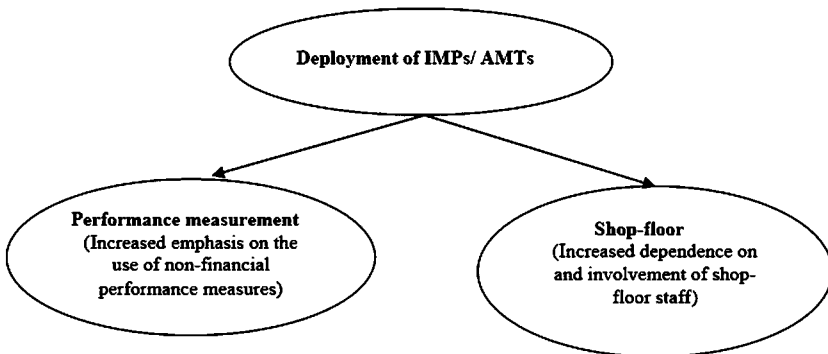 Deployment of IMPs/ AMTs
Performance measurement
(Increased emphasis on the
use of non-financial
performance measures)
Shop-floor
(Increased dependence on
and involvement of shop-
floor staff)